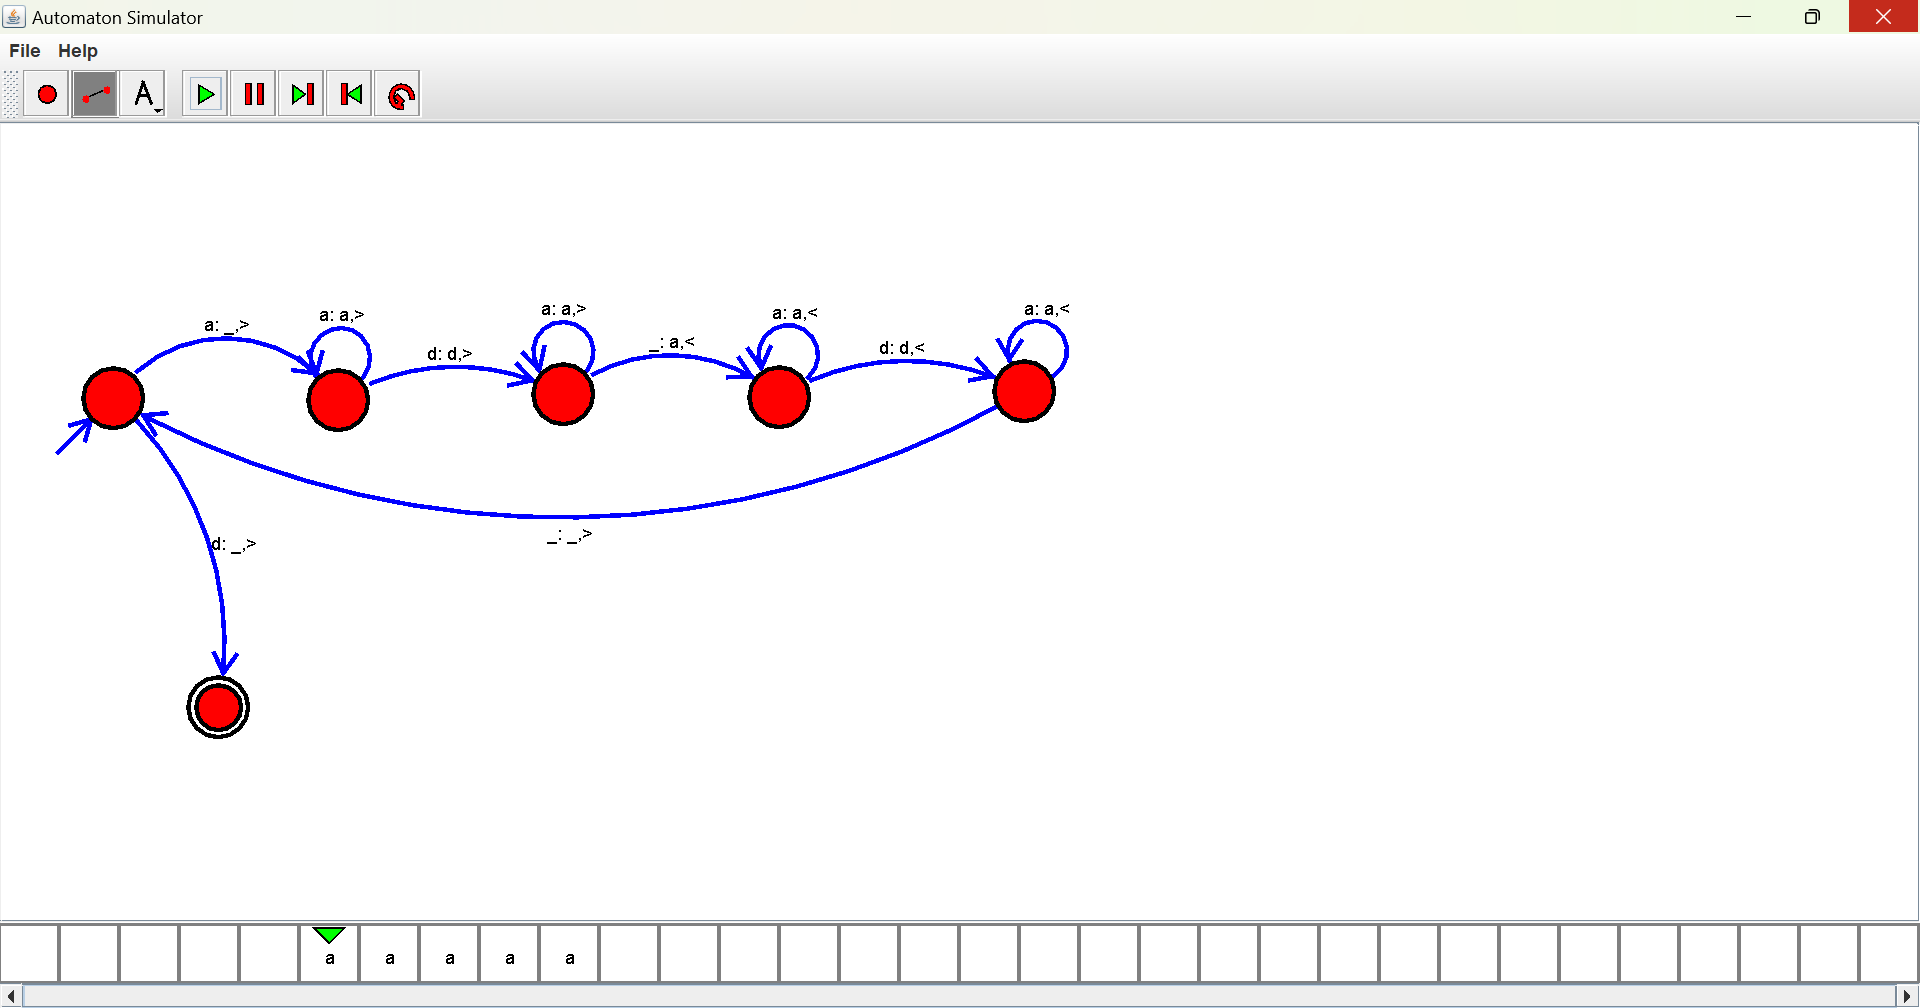 Automaton Simulator
File Help
A
a: a,> a: a,> a: a,< a: a,<
a: _,> d: d,> _: a,< d: d,<
_: _,>
d: _,>
a a a a a